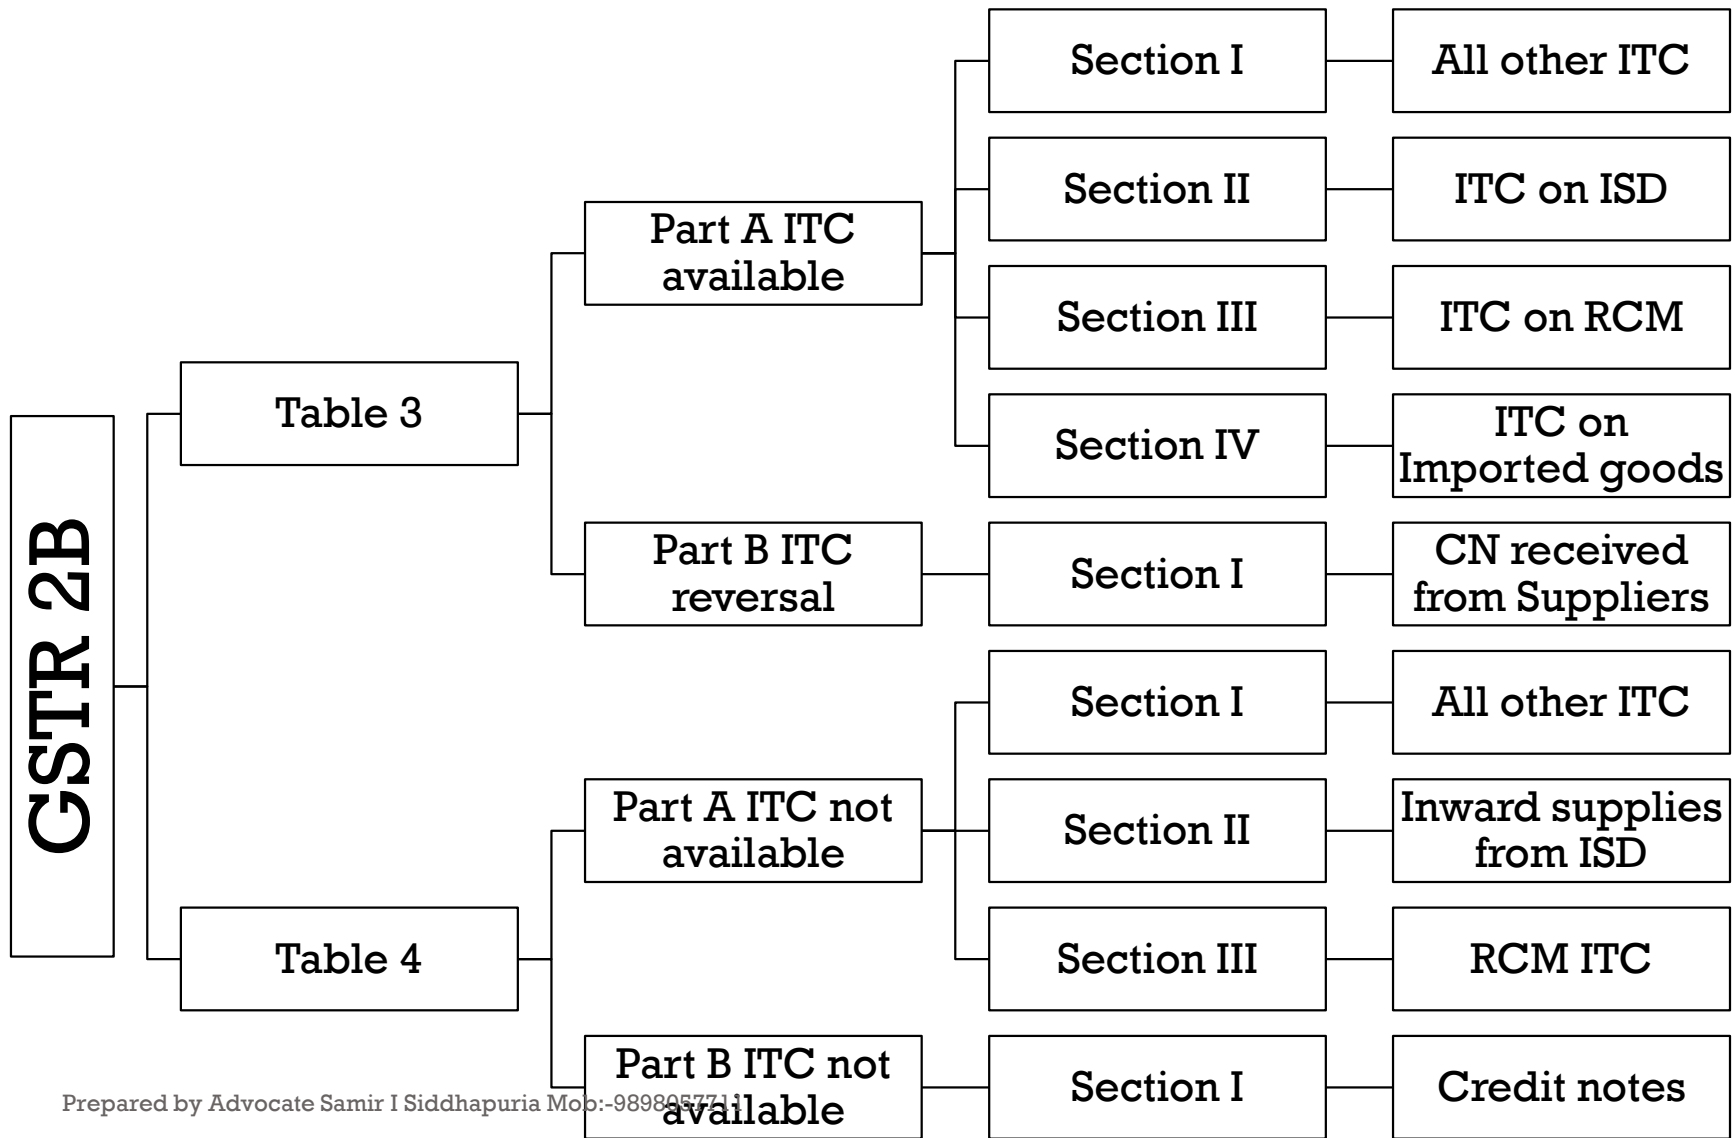 GSTR 2B
Table 3
Part A ITC
available
Section I
All other ITC
Section II
ITC on ISD
Section III
ITC on RCM
Section IV
ITC on
Imported goods
Part B ITC
reversal
Section I
CN received
from Suppliers
Table 4
Part A ITC not
available
Section I
All other ITC
Section II
Inward supplies
from ISD
Section III
RCM ITC
Part B ITC not
available
Section I
Credit notes
Prepared by Advocate Samir I Siddhapuria Mob:-9898057711